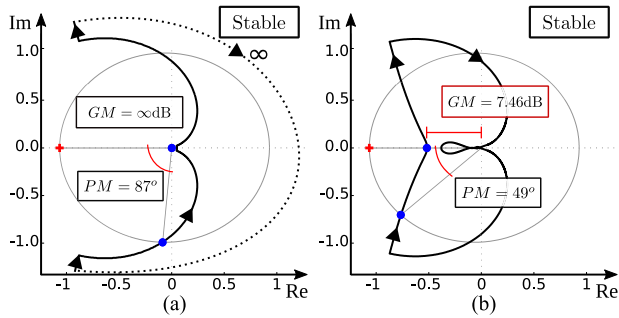 Im
Stable
1.0
∞
0.5
GM = ∞dB
0.0
PM = 87°
-0.5
-1.0
-1 -0.5 0 0.5 1 Re
(a)
Im
Stable
1.0
0.5
GM = 7.46dB
0.0
PM = 49°
-0.5
-1.0
-1 -0.5 0 0.5 1 Re
(b)